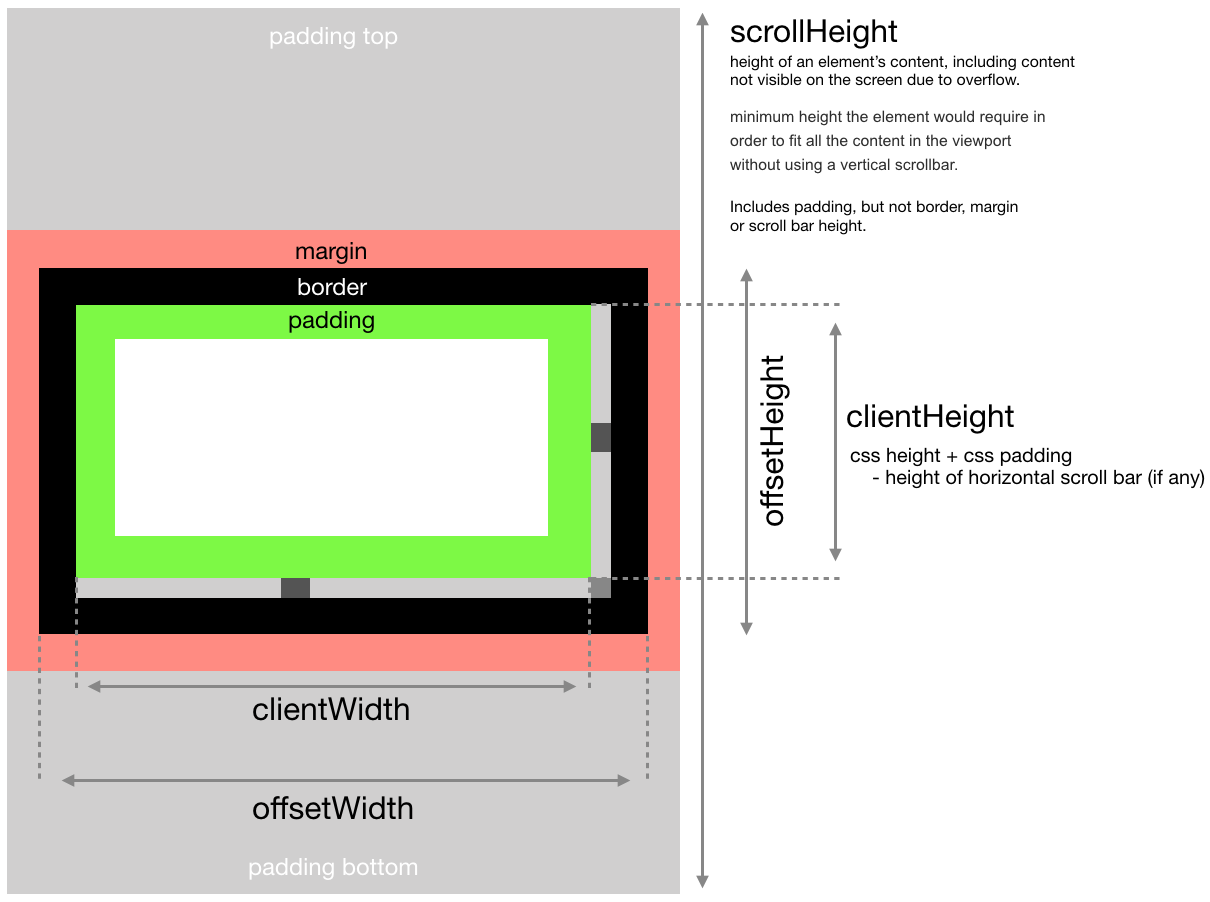 padding top
scrollHeight
height of an element's content, including content
not visible on the screen due to overflow.
minimum height the element would require in
order to fit all the content in the viewport
without using a vertical scrollbar.
Includes padding, but not border, margin
or scroll bar height.
margin
border
padding
offsetHeight
clientHeight
css height + css padding
- height of horizontal scroll bar (if any)
clientWidth
offsetWidth
padding bottom